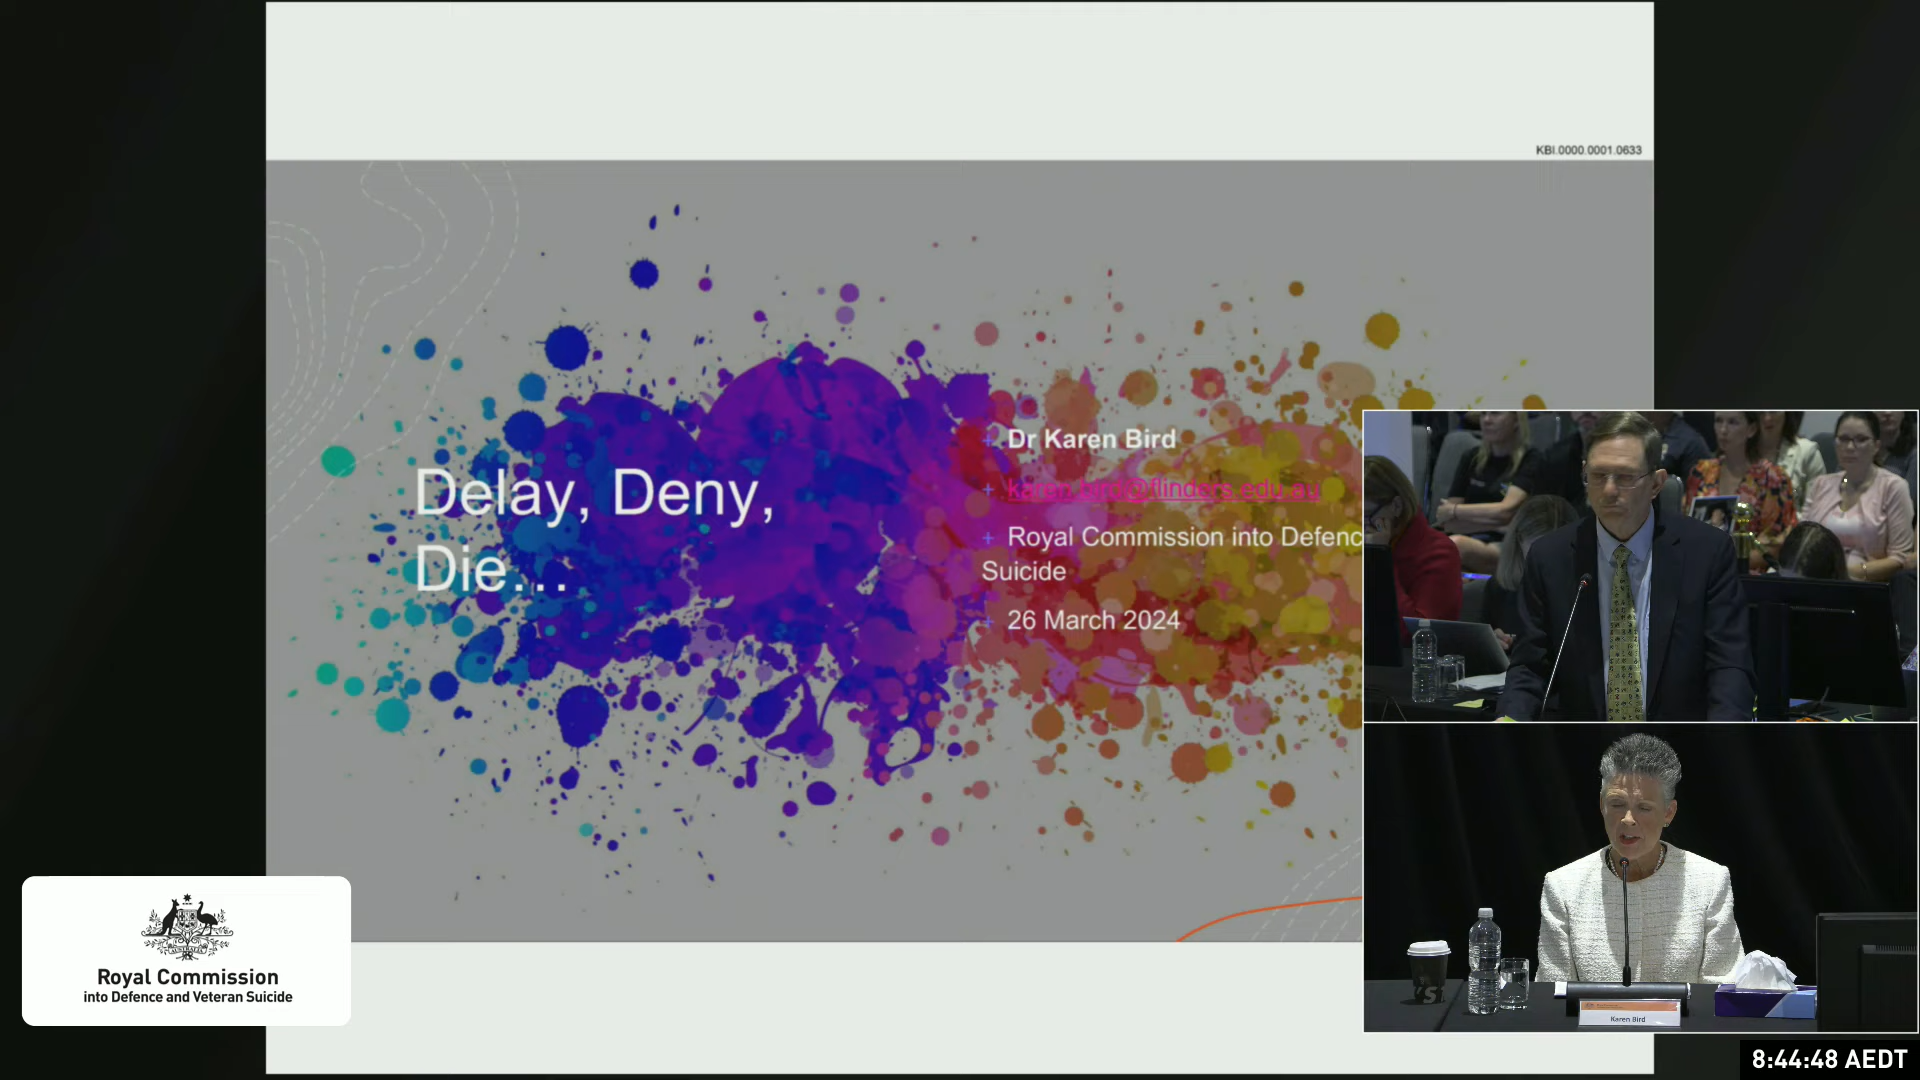 KBI.0000.0001.0633
Delay, Deny,
Die...
+ Dr Karen Bird
+ karen.bird@flinders.edu.au
+ Royal Commission into Defenc
Suicide
+ 26 March 2024
Royal Commission
into Defence and Veteran Suicide
AUSTRALIA
Karen Bird
8:44:48 AEDT